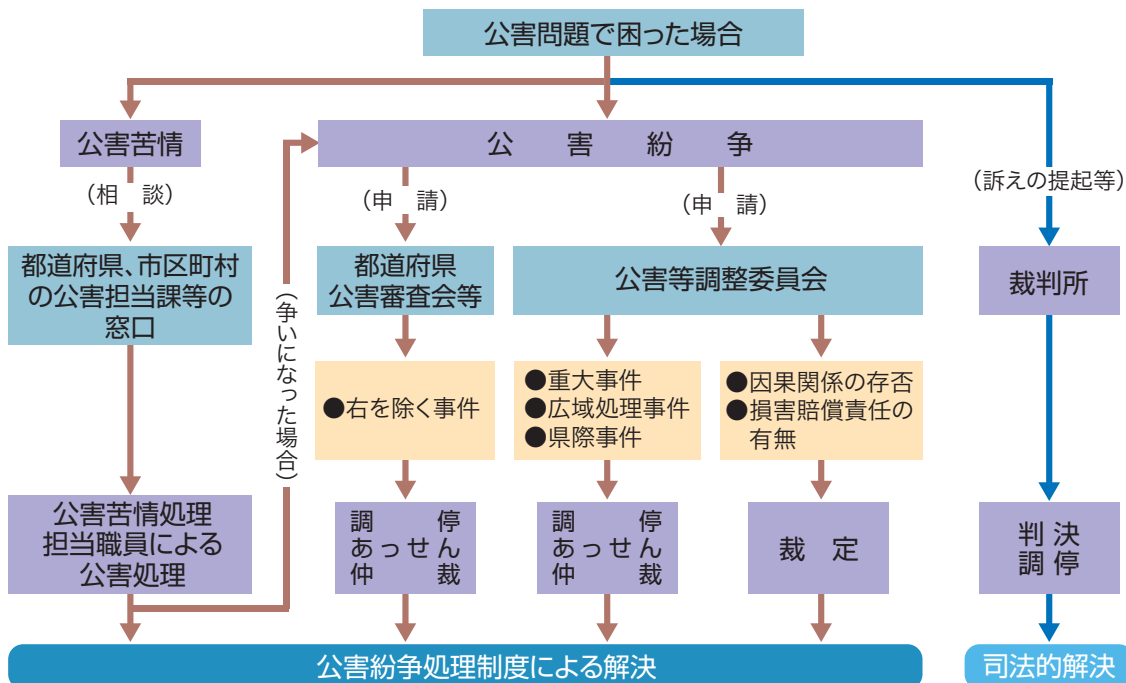 公害問題で困った場合
公害苦情
公害紛争
（相　談）
（申　請）
（申　請）
（訴えの提起等）
都道府県、市区町村
の公害担当課等の
窓口
都道府県
公害審査会等
公害等調整委員会
裁判所
（争いになった場合）
●右を除く事件
●重大事件
●広域処理事件
●県際事件
●因果関係の存否
●損害賠償責任の
有無
公害苦情処理
担当職員による
公害処理
調停
あっせん
仲裁
調停
あっせん
仲裁
裁定
判決
調停
公害紛争処理制度による解決
司法的解決